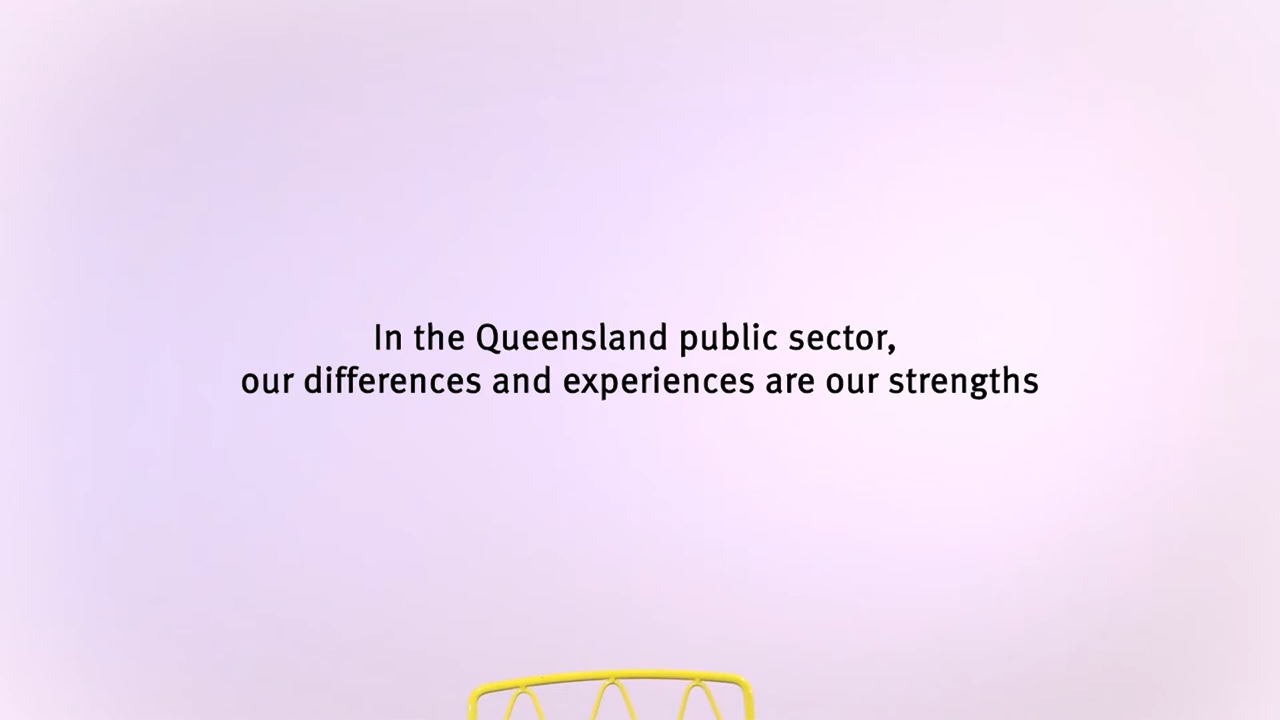 In the Queensland public sector,
our differences and experiences are our strengths